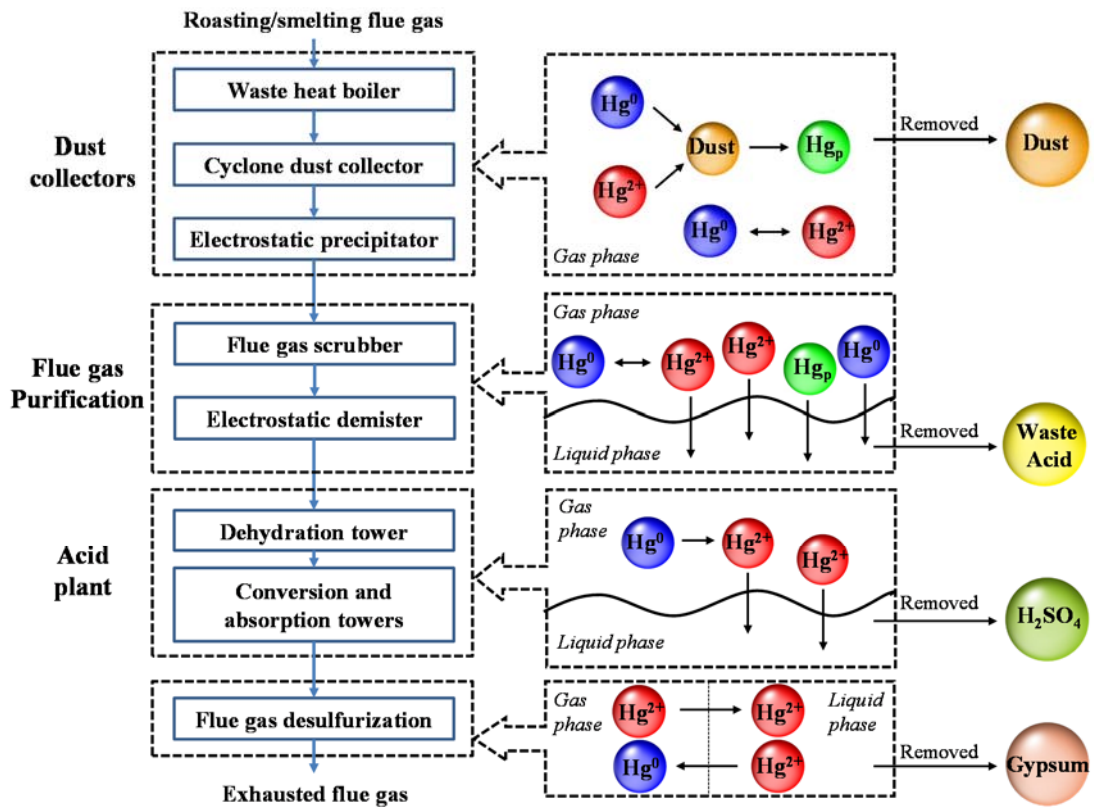 Roasting/smelting flue gas
Dust
collectors
Waste heat boiler
Cyclone dust collector
Electrostatic precipitator
Hg⁰
Hg²⁺
Dust
Hgₚ
Hg⁰
Hg²⁺
Gas phase
Removed
Dust
Flue gas
Purification
Flue gas scrubber
Electrostatic demister
Gas phase
Hg⁰
Hg²⁺
Hg²⁺
Hgₚ
Hg⁰
Liquid phase
Removed
Waste
Acid
Acid
plant
Dehydration tower
Conversion and
absorption towers
Gas
phase
Hg⁰
Hg²⁺
Hg²⁺
Liquid phase
Removed
H₂SO₄
Flue gas desulfurization
Gas
phase
Hg²⁺
Hg²⁺
Liquid
phase
Hg⁰
Hg²⁺
Removed
Gypsum
Exhausted flue gas